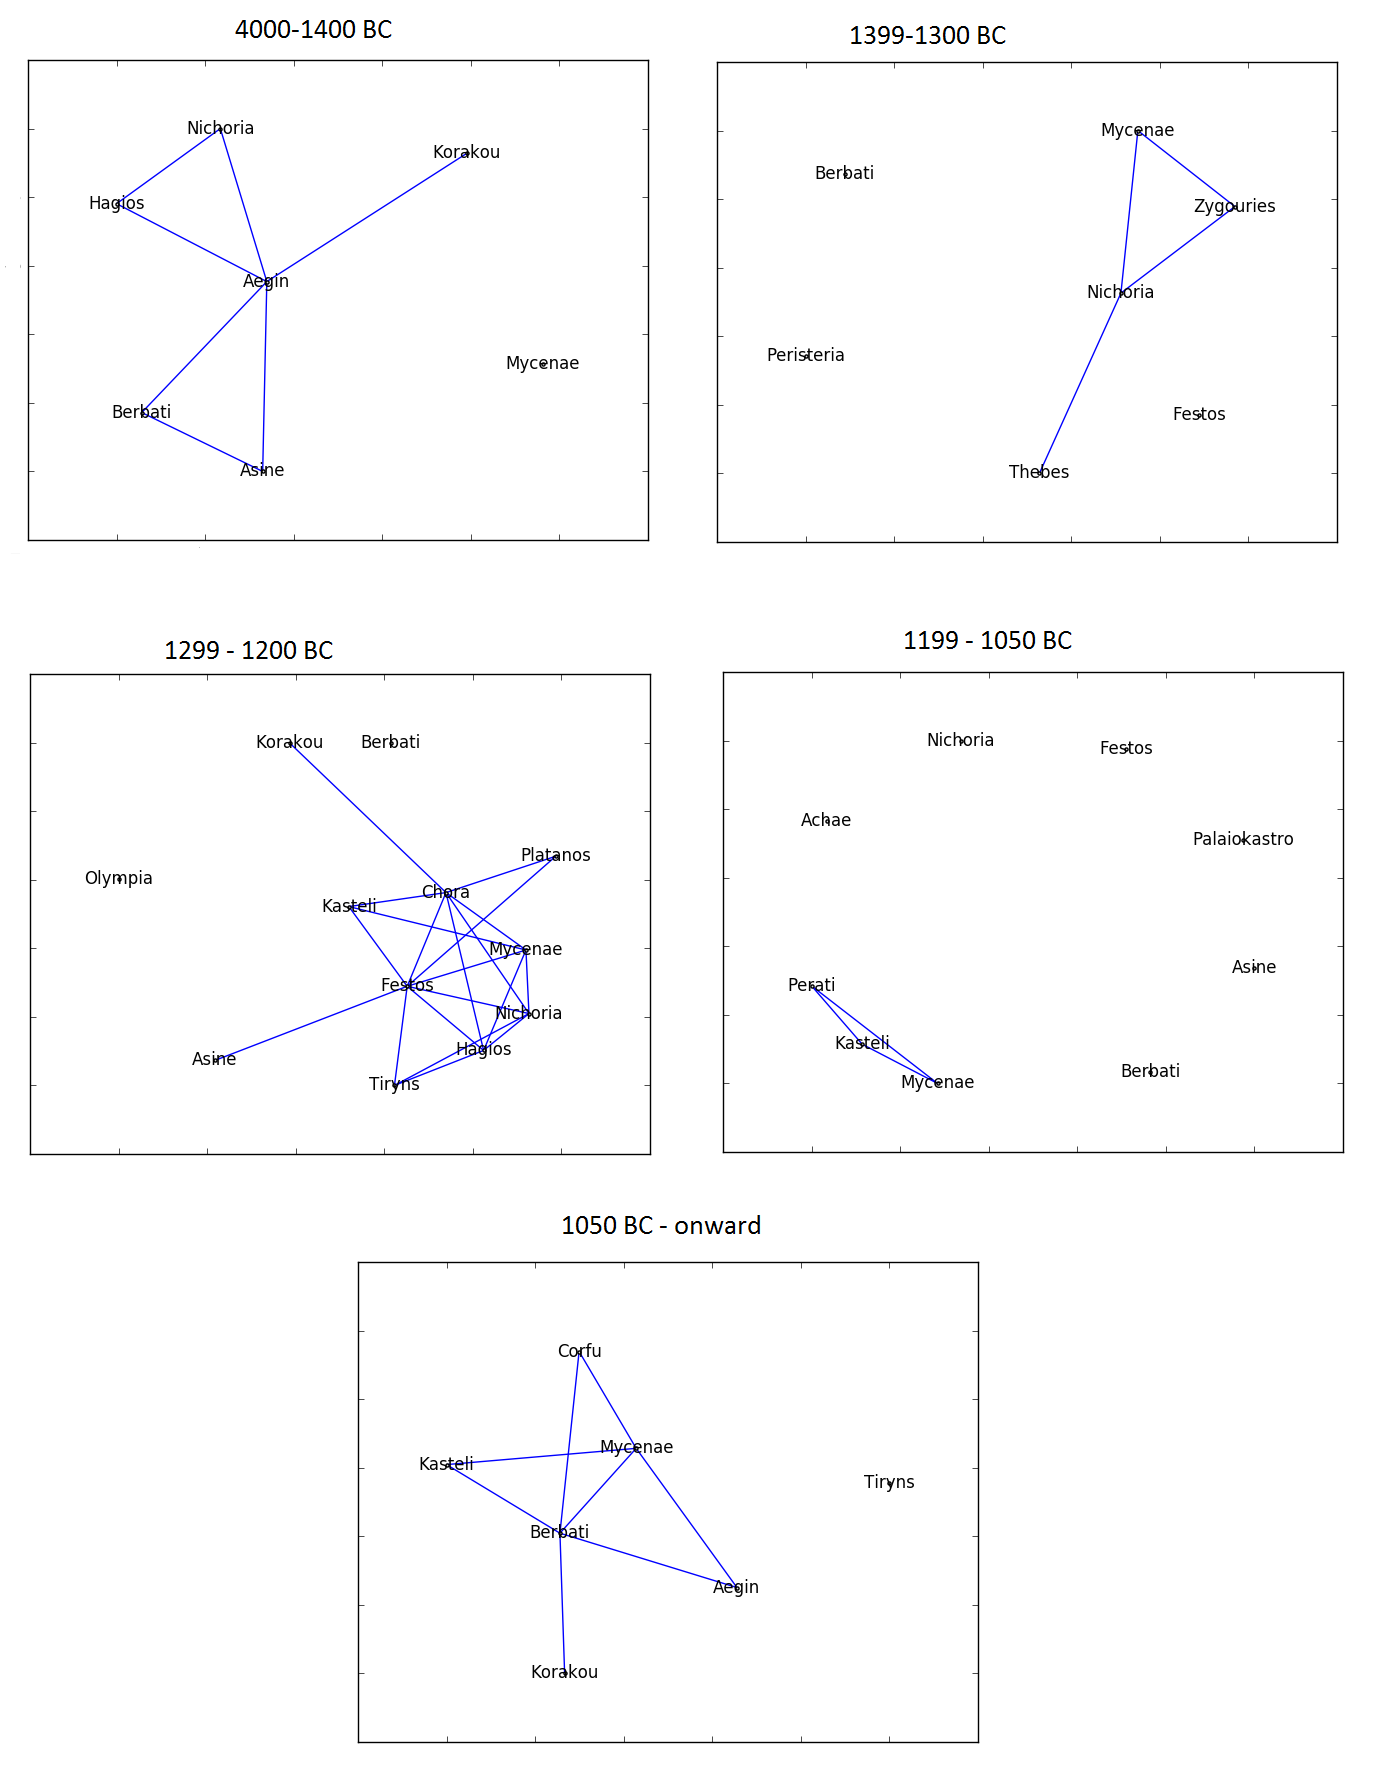 4000-1400 BC
Nichoria
Korakou
Hagios
Aegin
Mycenae
Berbati
Asine
1399-1300 BC
Mycenae
Berbati
Zygouries
Nichoria
Peristeria
Festos
Thebes
1299 - 1200 BC
Korakou
Berbati
Platanos
Olympia
Chora
Kasteli
Mycenae
Festos
Nichoria
Hagios
Asine
Tiryns
1199 - 1050 BC
Nichoria
Festos
Achae
Palaiokastro
Asine
Perati
Kasteli
Berbati
Mycenae
1050 BC - onward
Corfu
Mycenae
Kasteli
Tiryns
Berbati
Aegin
Korakou